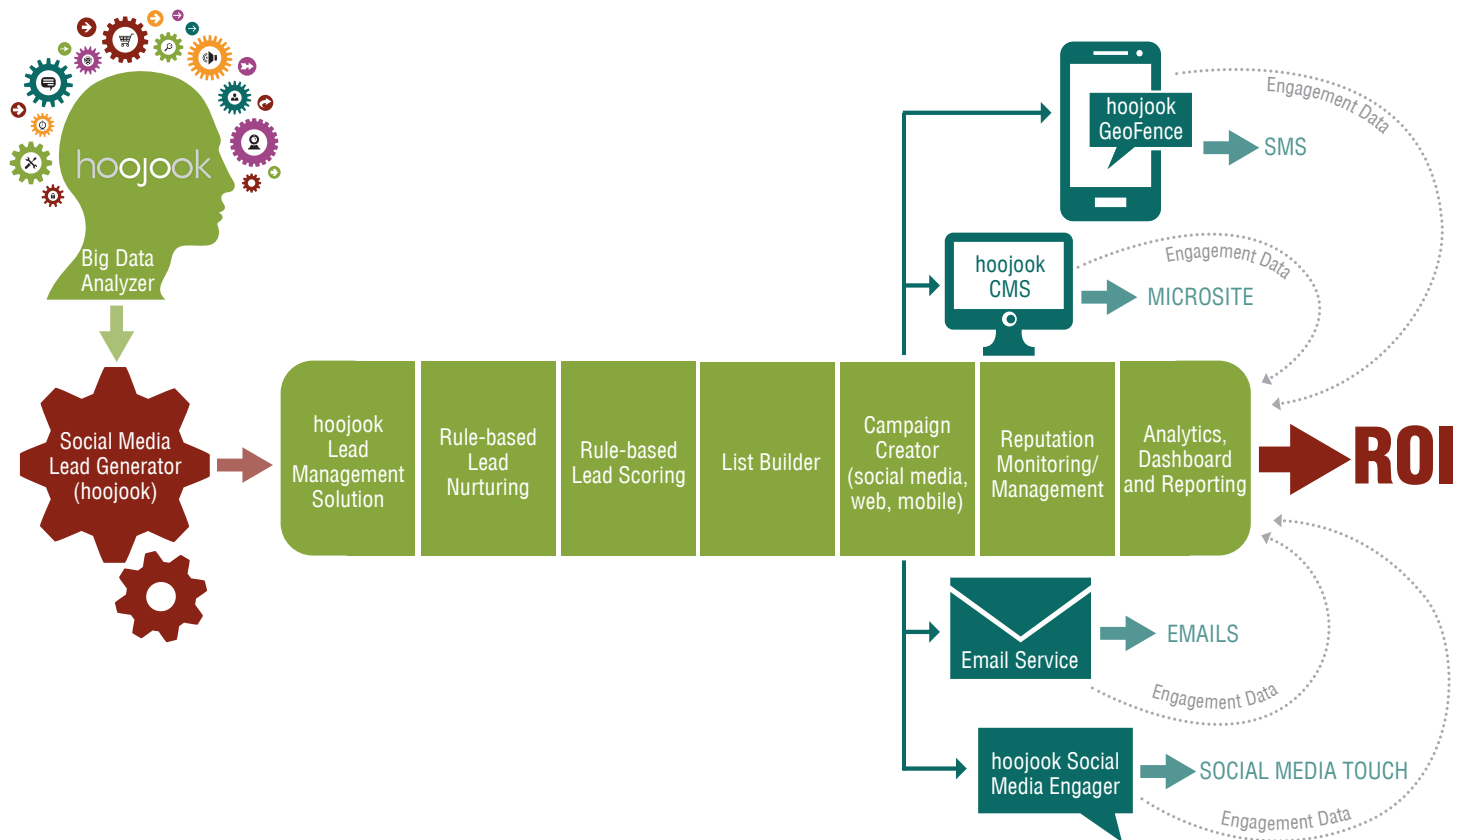 hoojook
Big Data
Analyzer
Social Media
Lead Generator
(hoojook)
hoojook
Lead
Management
Solution
Rule-based
Lead
Nurturing
Rule-based
Lead Scoring
List Builder
Campaign
Creator
(social media,
web, mobile)
Reputation
Monitoring/
Management
Analytics,
Dashboard
and Reporting
ROI
hoojook
GeoFence
SMS
Engagement Data
hoojook
CMS
MICROSITE
Engagement Data
Email Service
EMAILS
Engagement Data
hoojook Social
Media Engager
SOCIAL MEDIA TOUCH
Engagement Data